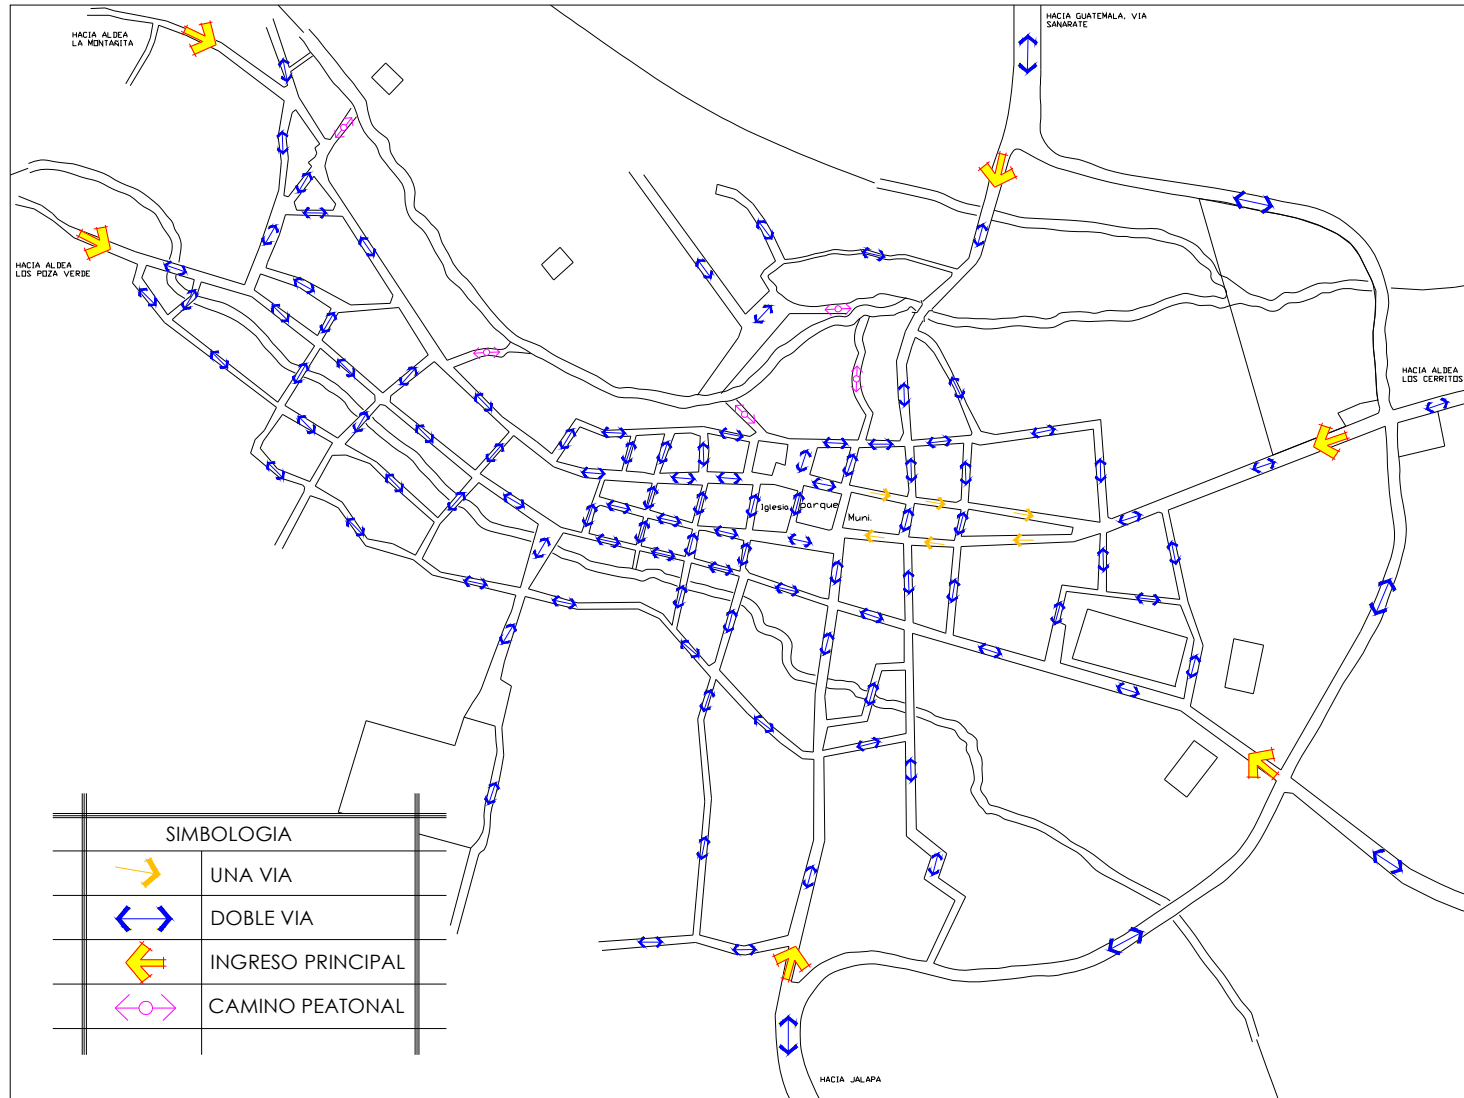 HACIA ALDEA
LA MONTAÑITA
HACIA GUATEMALA, VIA
SANARATE
HACIA ALDEA
LOS POZA VERDE
HACIA ALDEA
LOS CERRITOS
Iglesia
parque
Muni.
SIMBOLOGIA
UNA VIA
DOBLE VIA
INGRESO PRINCIPAL
CAMINO PEATONAL
HACIA JALAPA